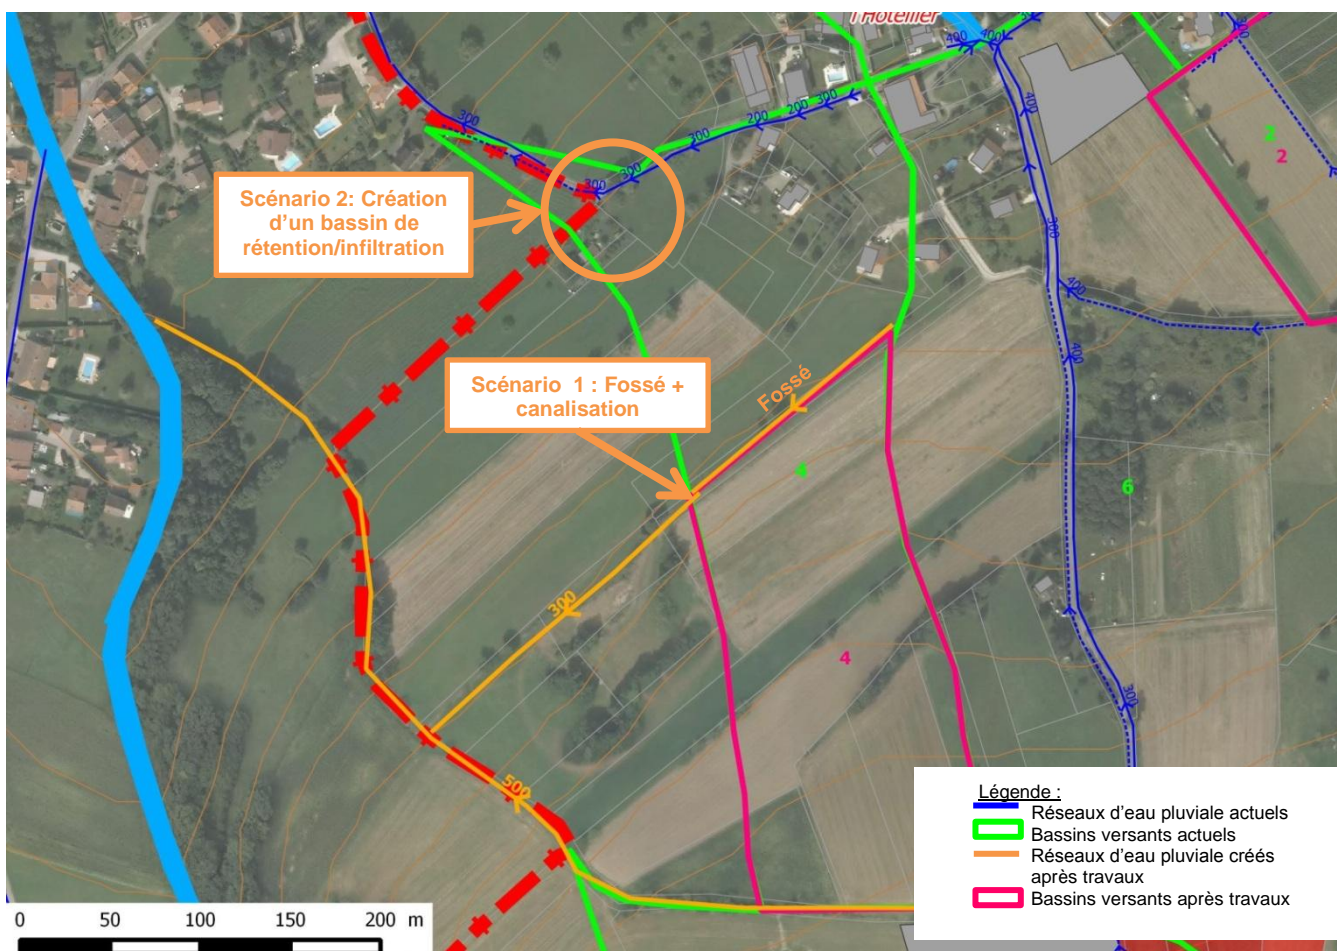 l'Hotellier
300
400
400
300
400
300
200
200
300
300
300
300
300
2
2
Scénario 2: Création
d'un bassin de
rétention/infiltration
300
400
400
Scénario 1 : Fossé +
canalisation
Fossé
4
6
300
4
300
500
Légende :
Réseaux d'eau pluviale actuels
Bassins versants actuels
Réseaux d'eau pluviale créés
après travaux
Bassins versants après travaux
0 50 100 150 200 m